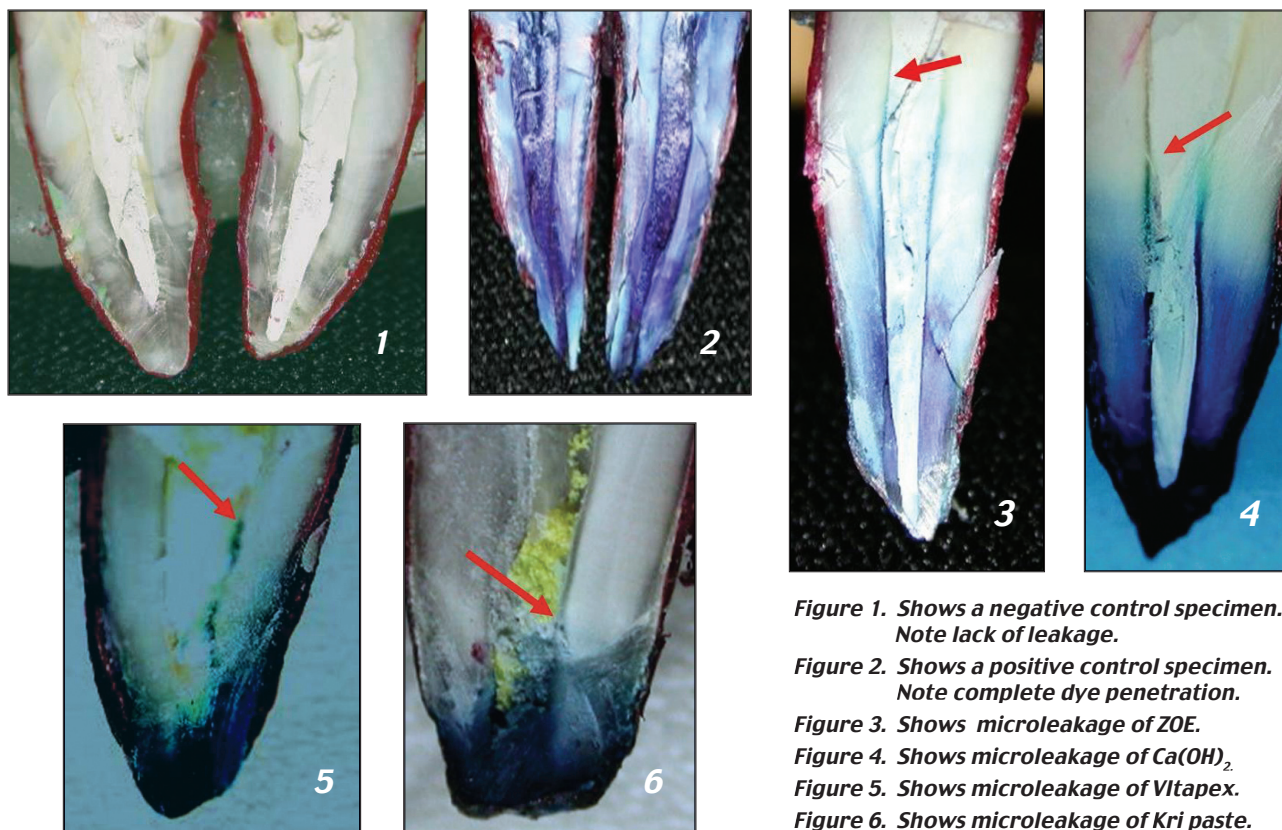 1
2
3
4
5
6
Figure 1. Shows a negative control specimen.
Note lack of leakage.
Figure 2. Shows a positive control specimen.
Note complete dye penetration.
Figure 3. Shows microleakage of ZOE.
Figure 4. Shows microleakage of Ca(OH)2.
Figure 5. Shows microleakage of VItapex.
Figure 6. Shows microleakage of Kri paste.